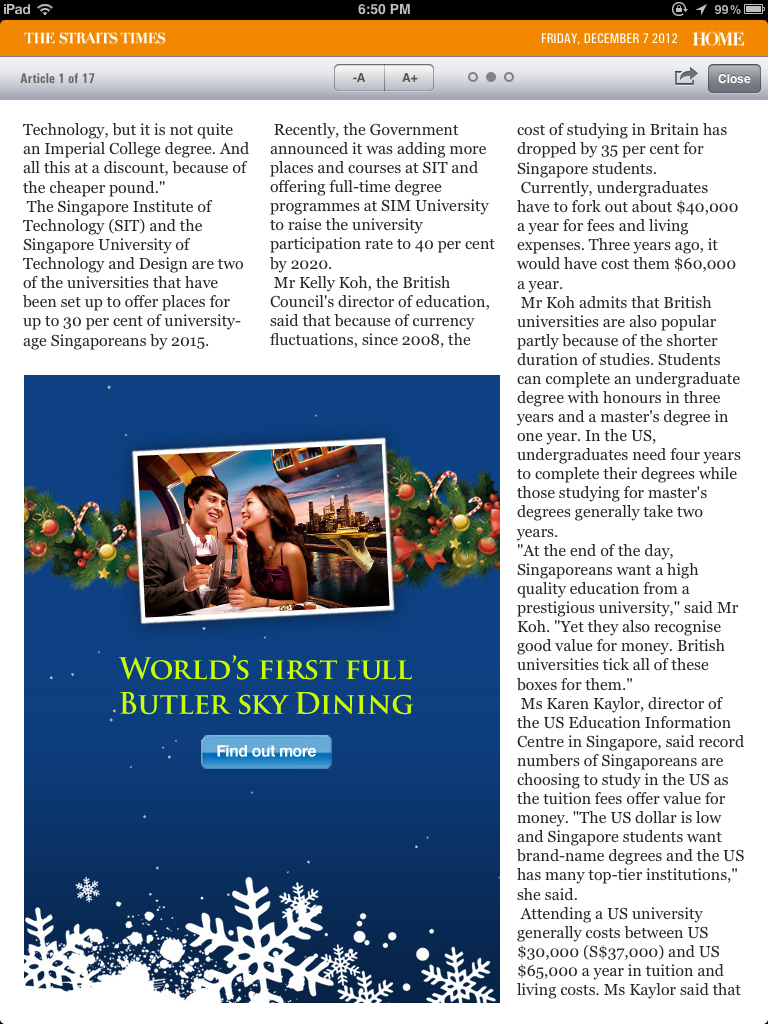 iPad
6:50 PM
99%
THE STRAITS TIMES
FRIDAY, DECEMBER 7 2012
HOME
Article 1 of 17
-A
A+
Close
Technology, but it is not quite
an Imperial College degree. And
all this at a discount, because of
the cheaper pound."
The Singapore Institute of
Technology (SIT) and the
Singapore University of
Technology and Design are two
of the universities that have
been set up to offer places for
up to 30 per cent of university-
age Singaporeans by 2015.
Recently, the Government
announced it was adding more
places and courses at SIT and
offering full-time degree
programmes at SIM University
to raise the university
participation rate to 40 per cent
by 2020.
Mr Kelly Koh, the British
Council's director of education,
said that because of currency
fluctuations, since 2008, the
cost of studying in Britain has
dropped by 35 per cent for
Singapore students.
Currently, undergraduates
have to fork out about $40,000
a year for fees and living
expenses. Three years ago, it
would have cost them $60,000
a year.
Mr Koh admits that British
universities are also popular
partly because of the shorter
duration of studies. Students
can complete an undergraduate
degree with honours in three
years and a master's degree in
one year. In the US,
undergraduates need four years
to complete their degrees while
those studying for master's
degrees generally take two
years.
"At the end of the day,
Singaporeans want a high
quality education from a
prestigious university," said Mr
Koh. "Yet they also recognise
good value for money. British
universities tick all of these
boxes for them."
Ms Karen Kaylor, director of
the US Education Information
Centre in Singapore, said record
numbers of Singaporeans are
choosing to study in the US as
the tuition fees offer value for
money. "The US dollar is low
and Singapore students want
brand-name degrees and the US
has many top-tier institutions,"
she said.
Attending a US university
generally costs between US
$30,000 (S$37,000) and US
$65,000 a year in tuition and
living costs. Ms Kaylor said that
WORLD'S FIRST FULL
BUTLER SKY DINING
Find out more